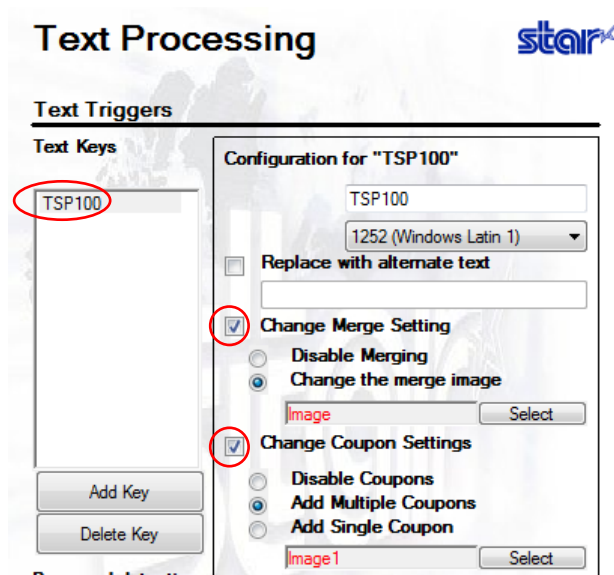 Text Processing
star
Text Triggers
Text Keys
TSP100
Add Key
Delete Key
Configuration for "TSP100"
TSP100
1252 (Windows Latin 1)
Replace with alternate text
Change Merge Setting
Disable Merging
Change the merge image
Image
Select
Change Coupon Settings
Disable Coupons
Add Multiple Coupons
Add Single Coupon
Image1
Select